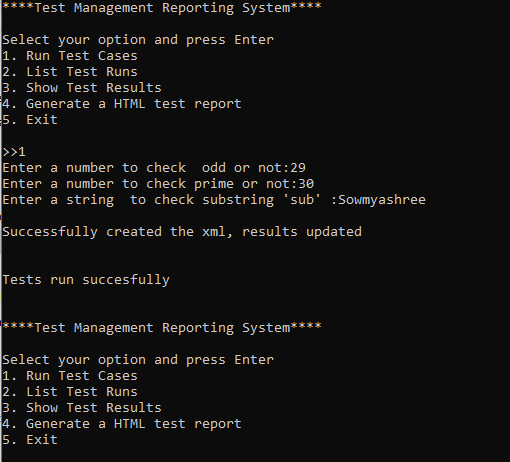 ****Test Management Reporting System****
Select your option and press Enter
1. Run Test Cases
2. List Test Runs
3. Show Test Results
4. Generate a HTML test report
5. Exit
>>1
Enter a number to check  odd or not:29
Enter a number to check prime or not:30
Enter a string  to check substring 'sub' :Sowmyashree
Successfully created the xml, results updated
Tests run succesfully
****Test Management Reporting System****
Select your option and press Enter
1. Run Test Cases
2. List Test Runs
3. Show Test Results
4. Generate a HTML test report
5. Exit